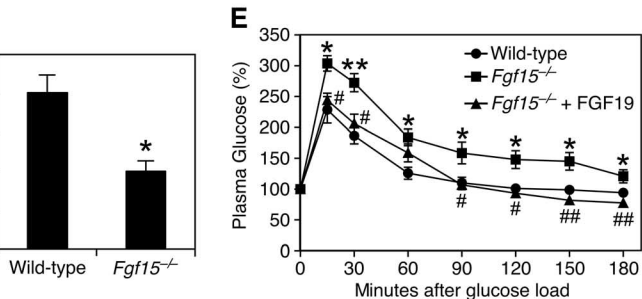 *
Wild-type Fgf15–/–
E
Plasma Glucose (%)
350
300
250
200
150
100
50
0
Wild-type
Fgf15–/–
Fgf15–/– + FGF19
* ** * * * * *
# # # # ## ##
0 30 60 90 120 150 180
Minutes after glucose load